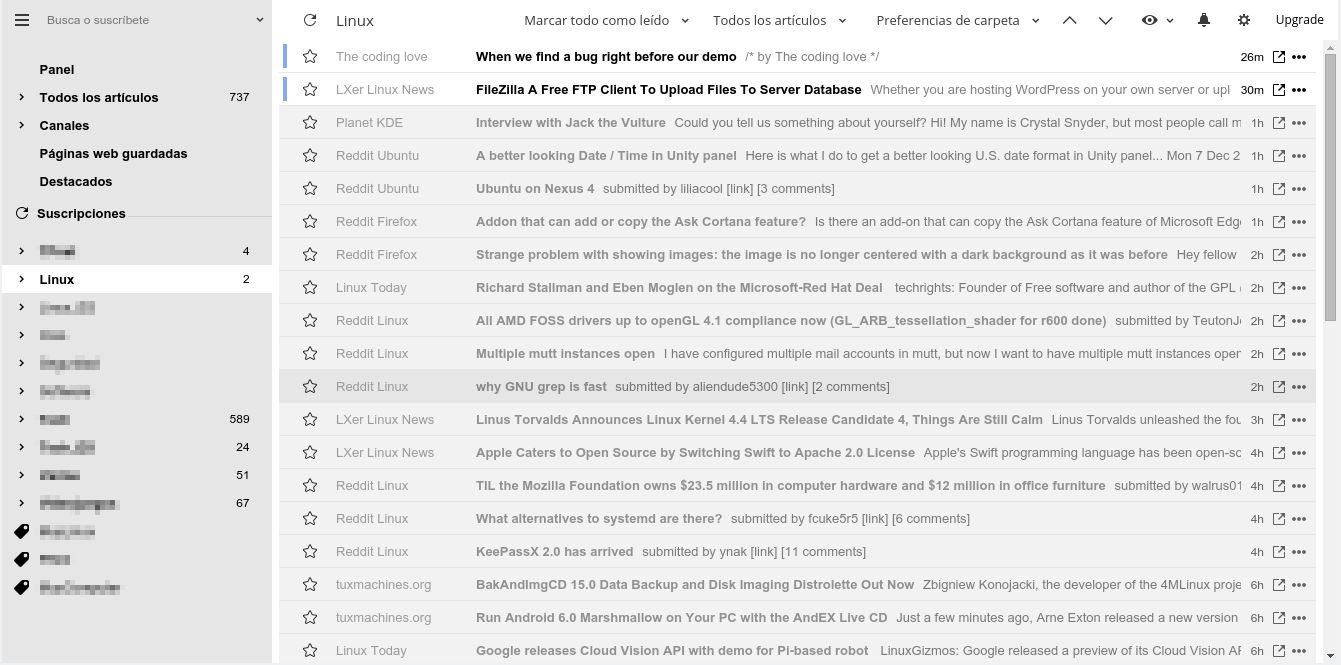 Busca o suscríbete
Linux
Marcar todo como leído
Todos los artículos
Preferencias de carpeta
Upgrade
Panel
Todos los artículos 737
Canales
Páginas web guardadas
Destacados
Suscripciones
4
Linux 2
589
24
51
67
The coding love When we find a bug right before our demo /* by The coding love */ 26m
LXer Linux News FileZilla A Free FTP Client To Upload Files To Server Database Whether you are hosting WordPress on your own server or upl 30m
Planet KDE Interview with Jack the Vulture Could you tell us something about yourself? Hi! My name is Crystal Snyder, but most people call m 1h
Reddit Ubuntu A better looking Date / Time in Unity panel Here is what I do to get a better looking U.S. date format in Unity panel... Mon 7 Dec 2 1h
Reddit Ubuntu Ubuntu on Nexus 4 submitted by liliacool [link] [3 comments] 1h
Reddit Firefox Addon that can add or copy the Ask Cortana feature? Is there an add-on that can copy the Ask Cortana feature of Microsoft Edg 1h
Reddit Firefox Strange problem with showing images: the image is no longer centered with a dark background as it was before Hey fellow 2h
Linux Today Richard Stallman and Eben Moglen on the Microsoft-Red Hat Deal techrights: Founder of Free software and author of the GPL 2h
Reddit Linux All AMD FOSS drivers up to openGL 4.1 compliance now (GL_ARB_tessellation_shader for r600 done) submitted by TeutonJ 2h
Reddit Linux Multiple mutt instances open I have configured multiple mail accounts in mutt, but now I want to have multiple mutt instances open 2h
Reddit Linux why GNU grep is fast submitted by aliendude5300 [link] [2 comments] 2h
LXer Linux News Linus Torvalds Announces Linux Kernel 4.4 LTS Release Candidate 4, Things Are Still Calm Linus Torvalds unleashed the fou 3h
LXer Linux News Apple Caters to Open Source by Switching Swift to Apache 2.0 License Apple's Swift programming language has been open-sc 4h
Reddit Linux TIL the Mozilla Foundation owns $23.5 million in computer hardware and $12 million in office furniture submitted by walrus01 4h
Reddit Linux What alternatives to systemd are there? submitted by fcuke5r5 [link] [6 comments] 4h
Reddit Linux KeePassX 2.0 has arrived submitted by ynak [link] [11 comments] 4h
tuxmachines.org BakAndImgCD 15.0 Data Backup and Disk Imaging Distrolette Out Now Zbigniew Konojacki, the developer of the 4MLinux proje 6h
tuxmachines.org Run Android 6.0 Marshmallow on Your PC with the AndEX Live CD Just a few minutes ago, Arne Exton released a new version 6h
Linux Today Google releases Cloud Vision API with demo for Pi-based robot LinuxGizmos: Google released a preview of its Cloud Vision AF 6h